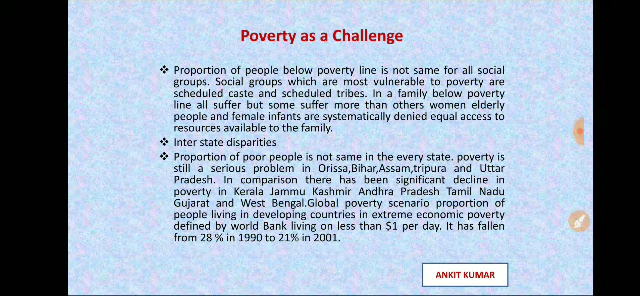 Poverty as a Challenge
❖ Proportion of people below poverty line is not same for all social
groups. Social groups which are most vulnerable to poverty are
scheduled caste and scheduled tribes. In a family below poverty
line all suffer but some suffer more than others women elderly
people and female infants are systematically denied equal access to
resources available to the family.
❖ Inter state disparities
❖ Proportion of poor people is not same in the every state. poverty is
still a serious problem in Orissa,Bihar,Assam,tripura and Uttar
Pradesh. In comparison there has been significant decline in
poverty in Kerala Jammu Kashmir Andhra Pradesh Tamil Nadu
Gujarat and West Bengal.Global poverty scenario proportion of
people living in developing countries in extreme economic poverty
defined by world Bank living on less than $1 per day. It has fallen
from 28 % in 1990 to 21% in 2001.
ANKIT KUMAR